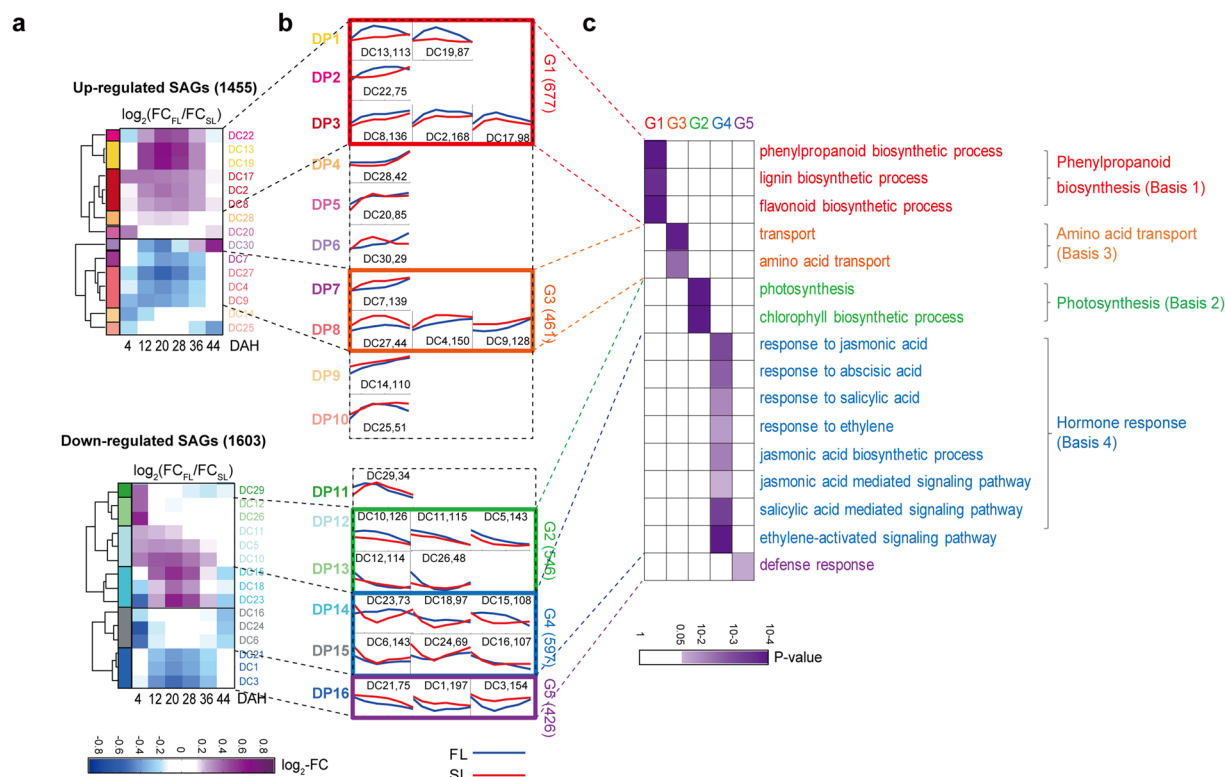 a
Up-regulated SAGs (1455)
log2(FCFL/FCSL)
DC22
DC13
DC19
DC17
DC2
DC8
DC28
DC20
DC30
DC7
DC27
DC4
DC9
DC14
DC25
4 12 20 28 36 44 DAH
Down-regulated SAGs (1603)
log2(FCFL/FCSL)
DC29
DC12
DC26
DC11
DC5
DC10
DC15
DC18
DC23
DC16
DC24
DC6
DC21
DC1
DC3
4 12 20 28 36 44 DAH
-0.8 -0.6 -0.4 -0.2 0 0.2 0.4 0.6 0.8
log2-FC
b
DP1
DC13,113 DC19,87
DP2
DC22,75
DP3
DC8,136 DC2,168 DC17,98
G1 (677)
DP4
DC28,42
DP5
DC20,85
DP6
DC30,29
DP7
DC7,139
DP8
DC27,44 DC4,150 DC9,128
G3 (461)
DP9
DC14,110
DP10
DC25,51
DP11
DC29,34
DP12
DC10,126 DC11,115 DC5,143
DP13
DC12,114 DC26,48
G2 (546)
DP14
DC23,73 DC18,97 DC15,108
DP15
DC6,143 DC24,69 DC16,107
G4 (597)
DP16
DC21,75 DC1,197 DC3,154
G5 (426)
FL
SL
c
G1 G3 G2 G4 G5
phenylpropanoid biosynthetic process
lignin biosynthetic process
flavonoid biosynthetic process
Phenylpropanoid
biosynthesis (Basis 1)
transport
amino acid transport
Amino acid transport
(Basis 3)
photosynthesis
chlorophyll biosynthetic process
Photosynthesis (Basis 2)
response to jasmonic acid
response to abscisic acid
response to salicylic acid
response to ethylene
jasmonic acid biosynthetic process
jasmonic acid mediated signaling pathway
salicylic acid mediated signaling pathway
ethylene-activated signaling pathway
Hormone response
(Basis 4)
defense response
1 0.05 10-2 10-3 10-4
P-value